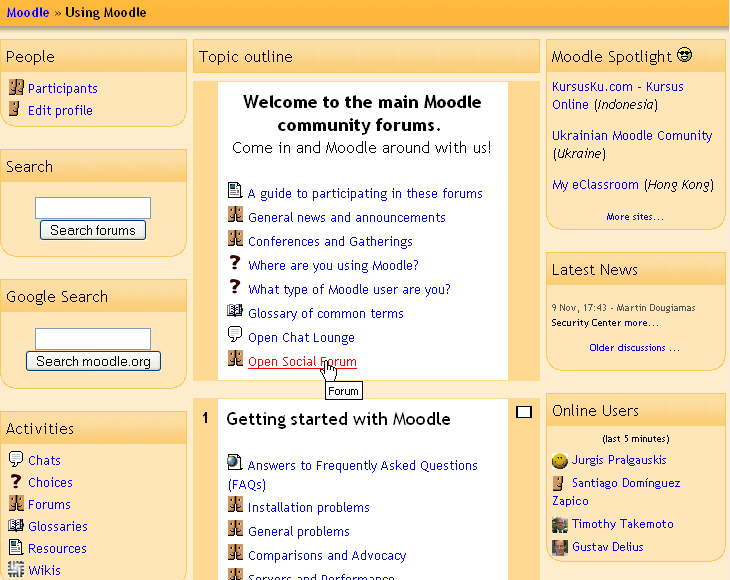 Moodle » Using Moodle
People
Participants
Edit profile
Search
Search forums
Google Search
Search moodle.org
Activities
Chats
Choices
Forums
Glossaries
Resources
Wikis
Topic outline
Welcome to the main Moodle
community forums.
Come in and Moodle around with us!
A guide to participating in these forums
General news and announcements
Conferences and Gatherings
Where are you using Moodle?
What type of Moodle user are you?
Glossary of common terms
Open Chat Lounge
Open Social Forum
Forum
1
Getting started with Moodle
Answers to Frequently Asked Questions
(FAQs)
Installation problems
General problems
Comparisons and Advocacy
Servers and Performance
Moodle Spotlight
KursusKu.com - Kursus
Online (Indonesia)
Ukrainian Moodle Comunity
(Ukraine)
My eClassroom (Hong Kong)
More sites...
Latest News
9 Nov, 17:43 - Martin Dougiamas
Security Center more...
Older discussions ...
Online Users
(last 5 minutes)
Jurgis Pralgauskis
Santiago Domínguez
Zapico
Timothy Takemoto
Gustav Delius